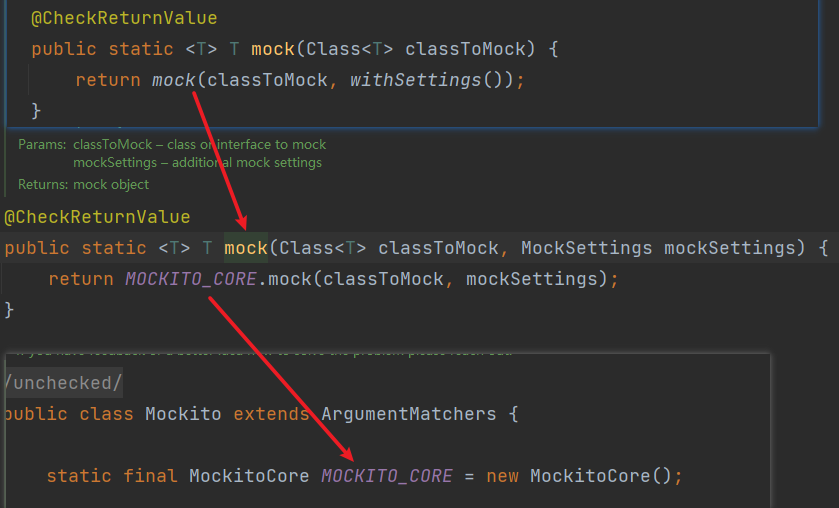 @CheckReturnValue
public static <T> T mock(Class<T> classToMock) {
return mock(classToMock, withSettings());
}
Params: classToMock – class or interface to mock
mockSettings – additional mock settings
Returns: mock object
@CheckReturnValue
public static <T> T mock(Class<T> classToMock, MockSettings mockSettings) {
return MOCKITO_CORE.mock(classToMock, mockSettings);
}
/unchecked/
public class Mockito extends ArgumentMatchers {
static final MockitoCore MOCKITO_CORE = new MockitoCore();